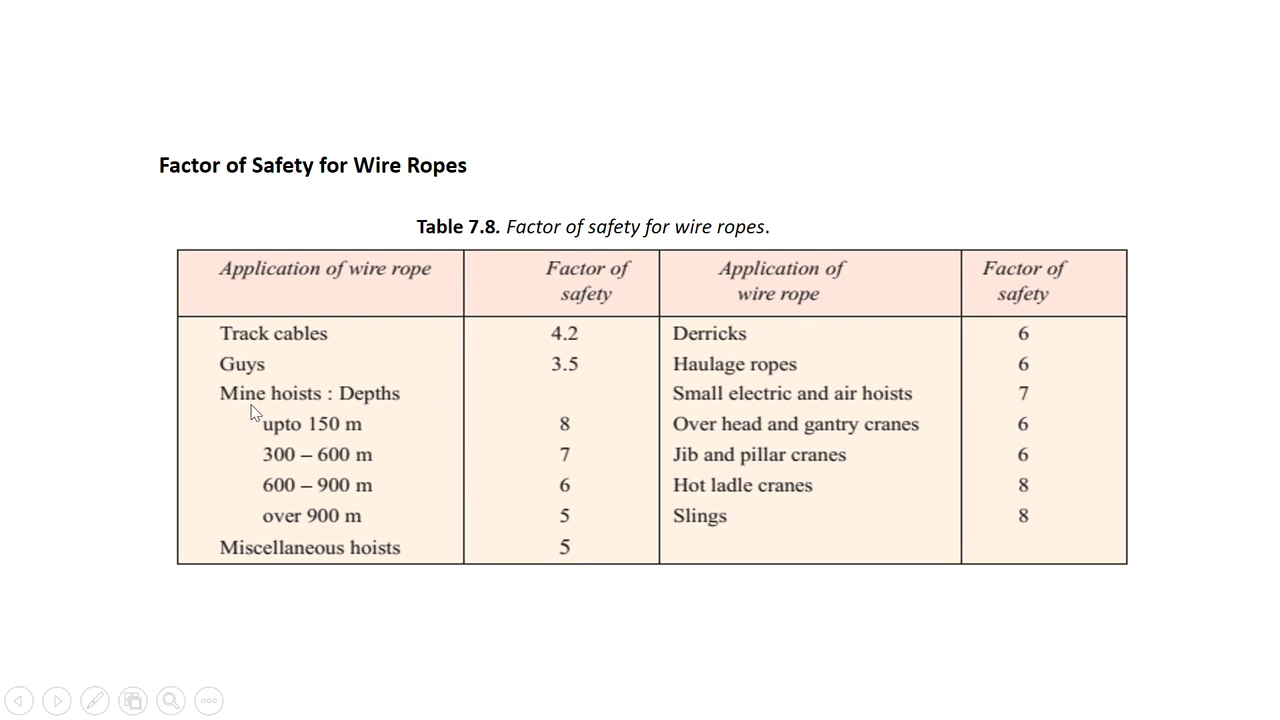 Factor of Safety for Wire Ropes
Table 7.8. Factor of safety for wire ropes.
Application of wire rope Factor of safety Application of wire rope Factor of safety
Track cables 4.2 Derricks 6
Guys 3.5 Haulage ropes 6
Mine hoists : Depths Small electric and air hoists 7
upto 150 m 8 Over head and gantry cranes 6
300 – 600 m 7 Jib and pillar cranes 6
600 – 900 m 6 Hot ladle cranes 8
over 900 m 5 Slings 8
Miscellaneous hoists 5